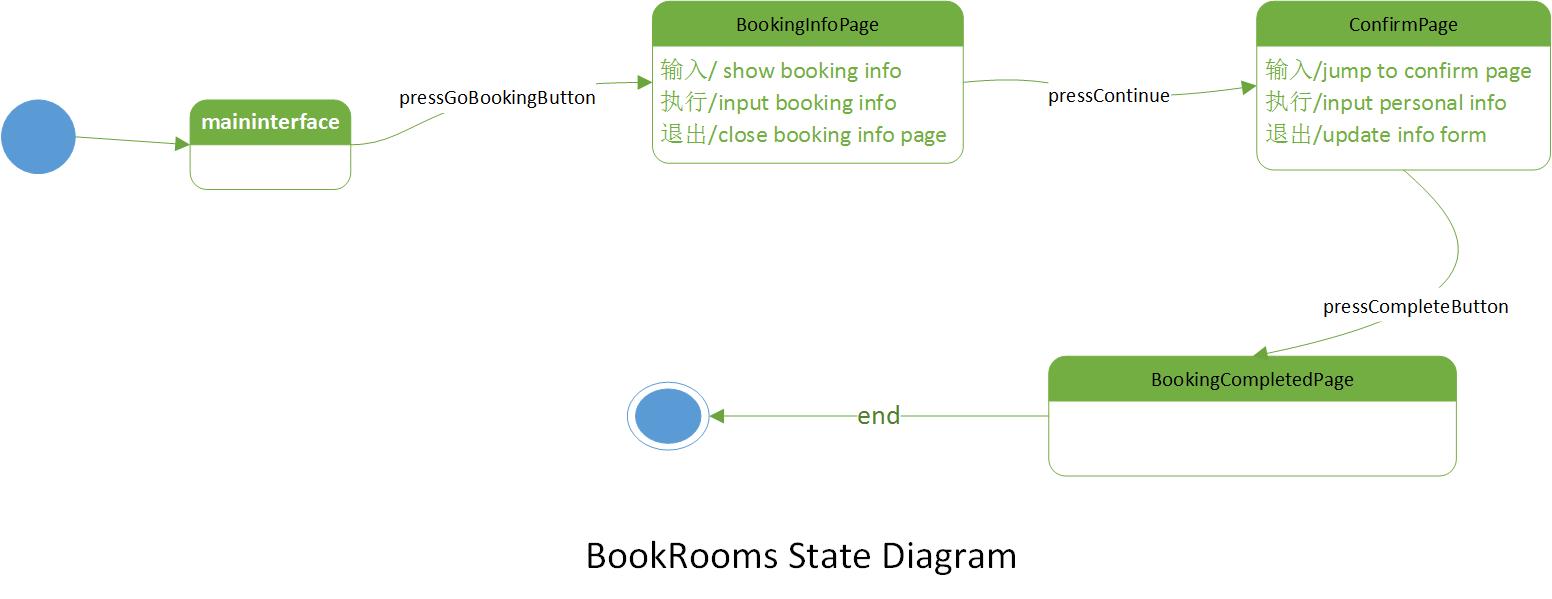 BookingInfoPage
输入/ show booking info
执行/input booking info
退出/close booking info page
ConfirmPage
输入/jump to confirm page
执行/input personal info
退出/update info form
maininterface
pressGoBookingButton
pressContinue
pressCompleteButton
BookingCompletedPage
end
BookRooms State Diagram